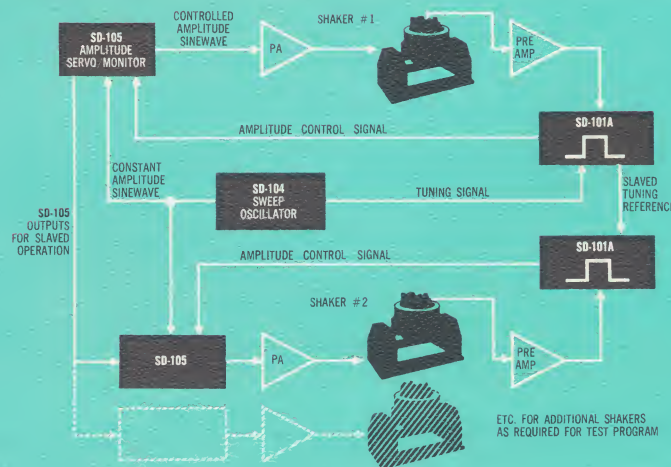 SD-105
AMPLITUDE
SERVO MONITOR
CONTROLLED
AMPLITUDE
SINEWAVE
PA
SHAKER #1
PRE
AMP
SD-101A
AMPLITUDE CONTROL SIGNAL
CONSTANT
AMPLITUDE
SINEWAVE
SD-104
SWEEP
OSCILLATOR
TUNING SIGNAL
SLAVED
TUNING
REFERENCE
SD-105
OUTPUTS
FOR SLAVED
OPERATION
AMPLITUDE CONTROL SIGNAL
SD-101A
SHAKER #2
SD-105
PA
PRE
AMP
ETC. FOR ADDITIONAL SHAKERS
AS REQUIRED FOR TEST PROGRAM